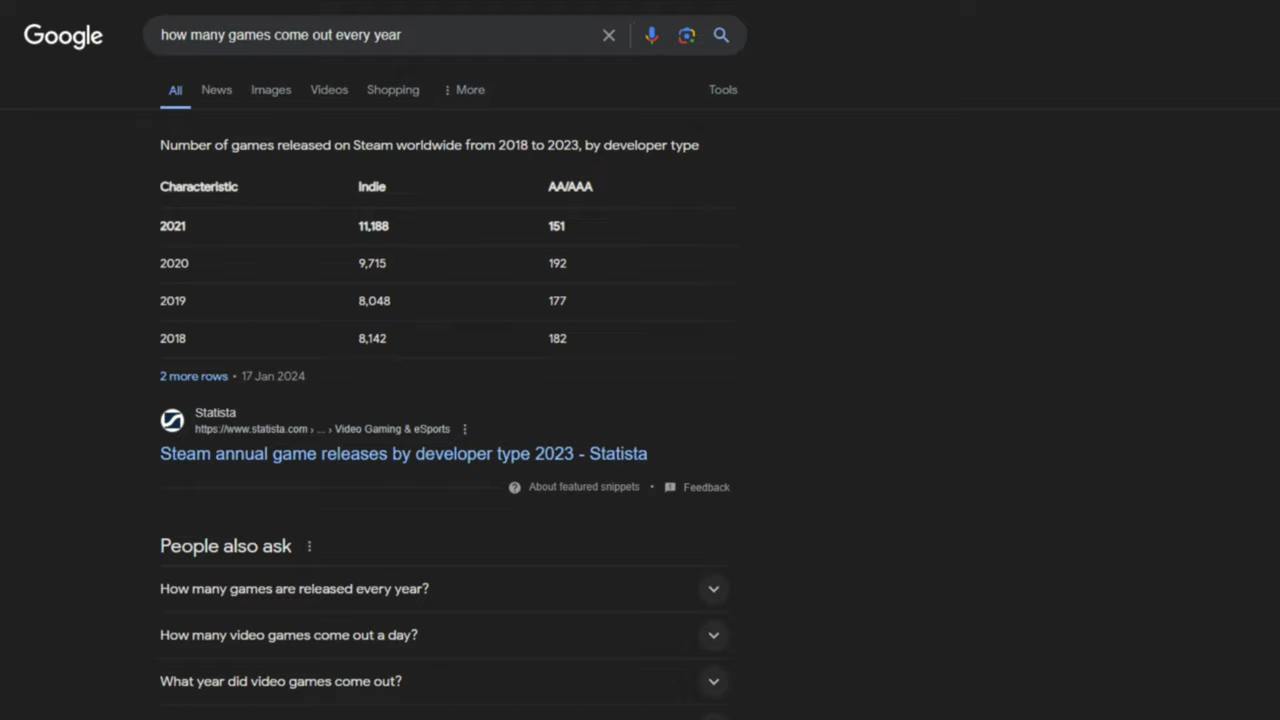 Google
how many games come out every year
All News Images Videos Shopping More Tools
Number of games released on Steam worldwide from 2018 to 2023, by developer type
Characteristic Indie AA/AAA
2021 11,188 151
2020 9,715 192
2019 8,048 177
2018 8,142 182
2 more rows • 17 Jan 2024
Statista
https://www.statista.com › ... › Video Gaming & eSports
Steam annual game releases by developer type 2023 - Statista
About featured snippets • Feedback
People also ask
How many games are released every year?
How many video games come out a day?
What year did video games come out?